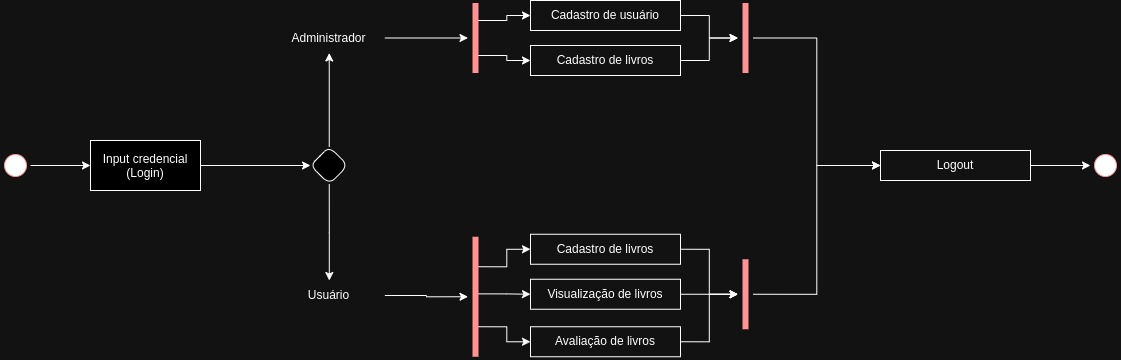 Cadastro de usuário
Administrador
Cadastro de livros
Input credencial
(Login)
Logout
Cadastro de livros
Usuário
Visualização de livros
Avaliação de livros